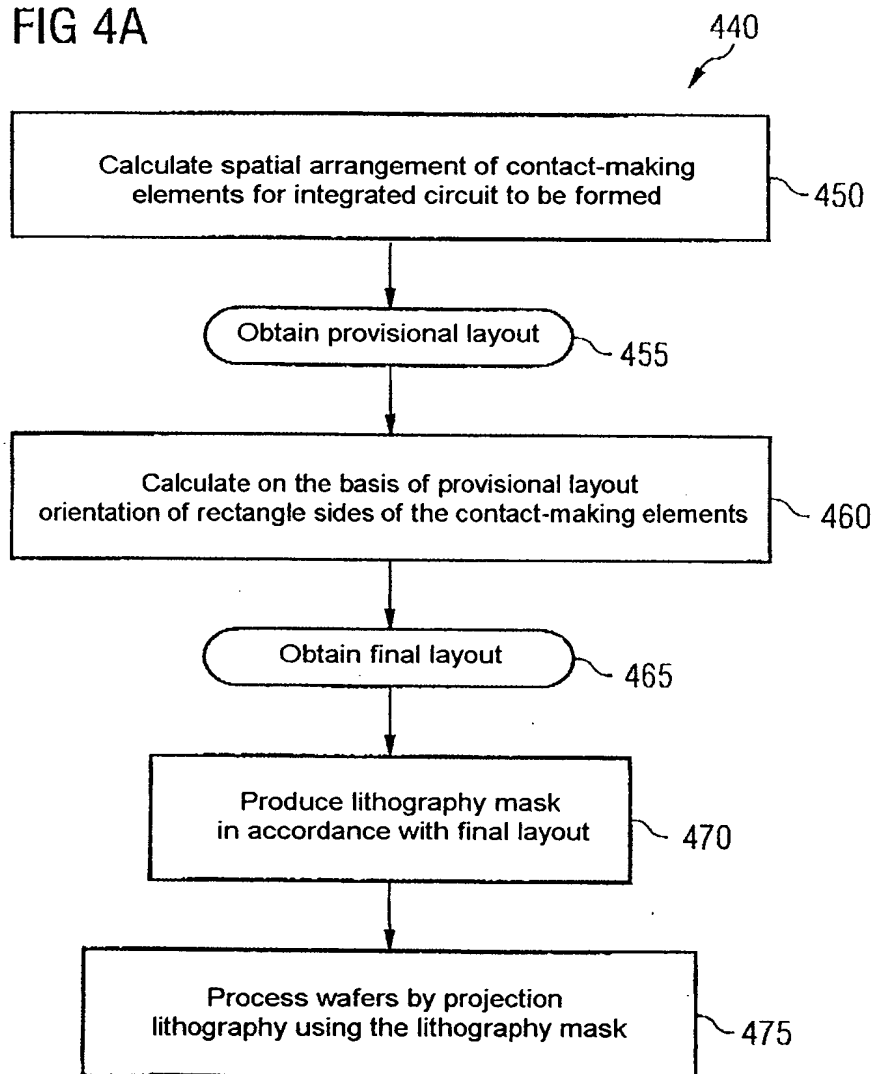 FIG 4A
440
Calculate spatial arrangement of contact-making
elements for integrated circuit to be formed
450
Obtain provisional layout
455
Calculate on the basis of provisional layout
orientation of rectangle sides of the contact-making elements
460
Obtain final layout
465
Produce lithography mask
in accordance with final layout
470
Process wafers by projection
lithography using the lithography mask
475